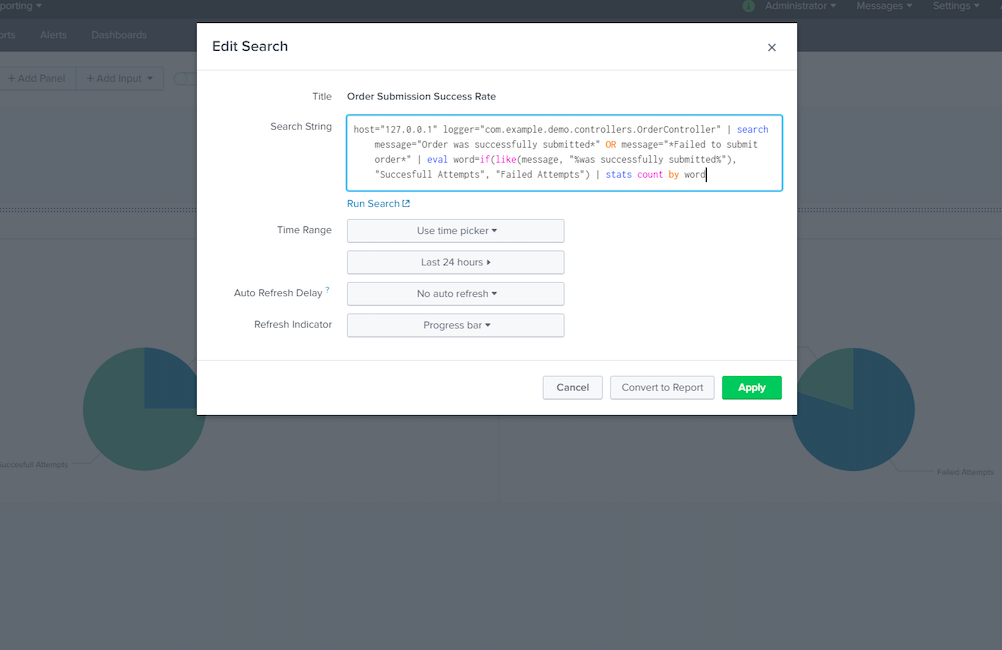 porting
Administrator
Messages
Settings
orts
Alerts
Dashboards
+ Add Panel
+ Add Input
Edit Search
Title
Order Submission Success Rate
Search String
host="127.0.0.1" logger="com.example.demo.controllers.OrderController" | search
message="Order was successfully submitted*" OR message="*Failed to submit
order*" | eval word=if(like(message, "%was successfully submitted%"),
"Succesfull Attempts", "Failed Attempts") | stats count by word
Run Search
Time Range
Use time picker
Last 24 hours
Auto Refresh Delay ?
No auto refresh
Refresh Indicator
Progress bar
Cancel
Convert to Report
Apply
Succesfull Attempts
Failed Attempts